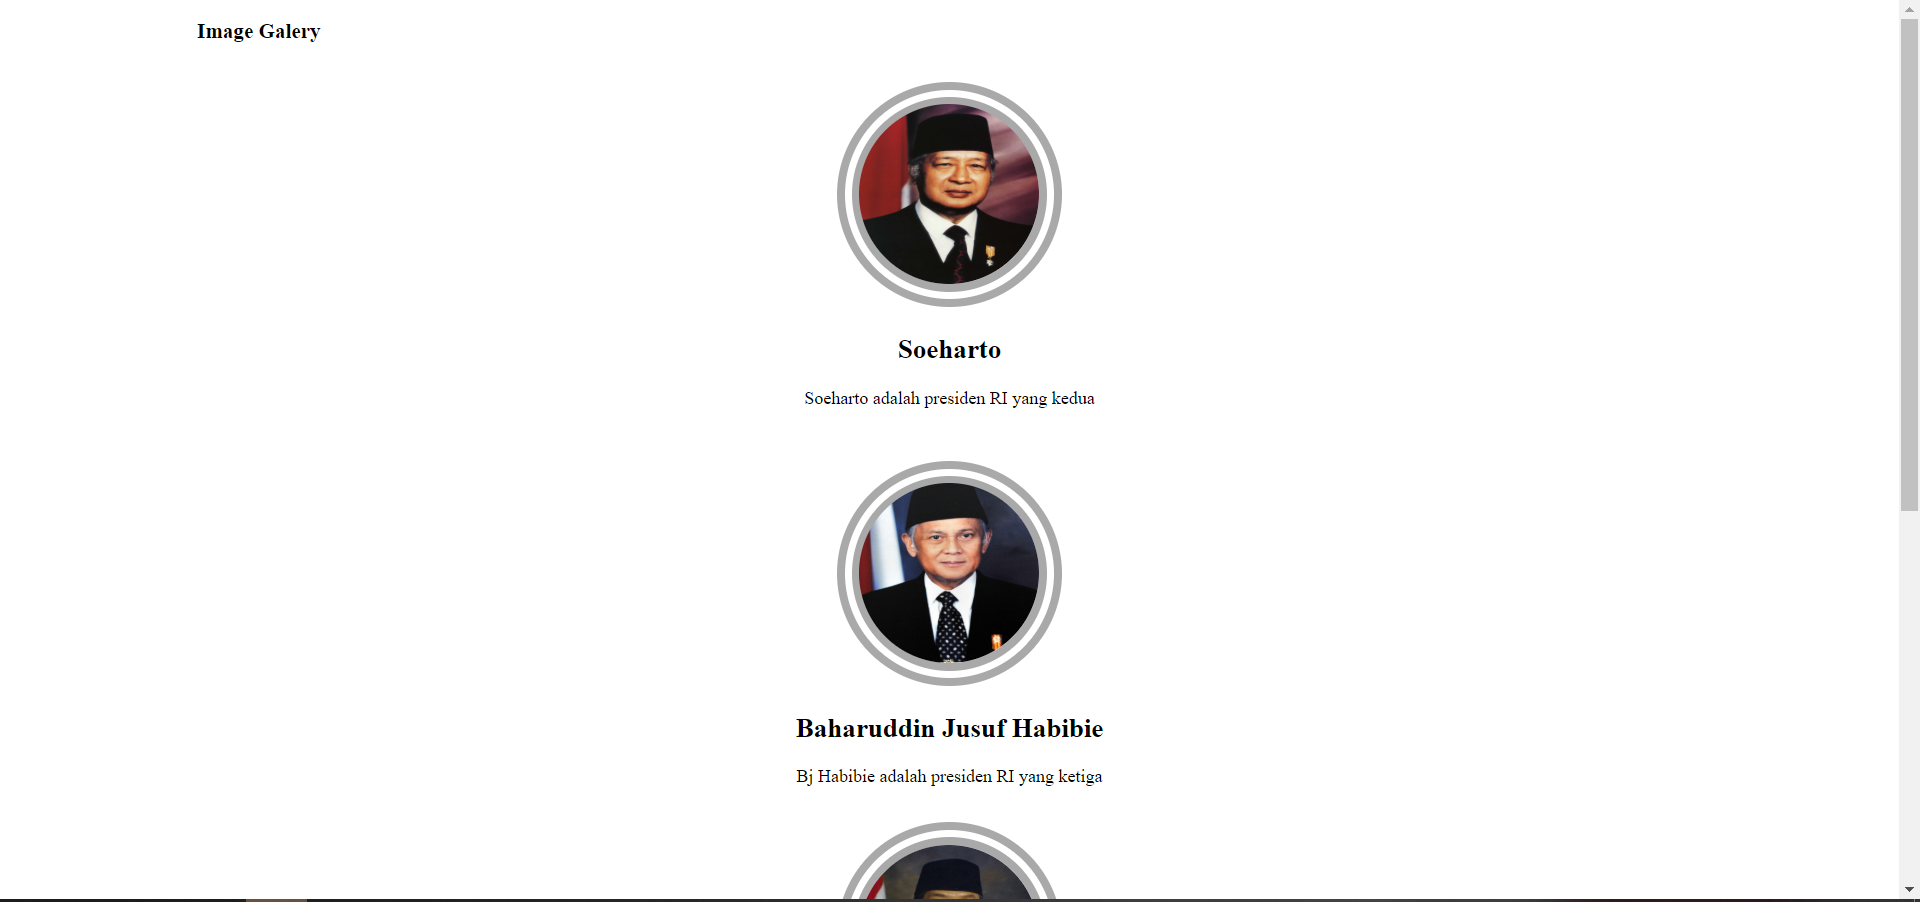 Image Galery
Soeharto
Soeharto adalah presiden RI yang kedua
Baharuddin Jusuf Habibie
Bj Habibie adalah presiden RI yang ketiga